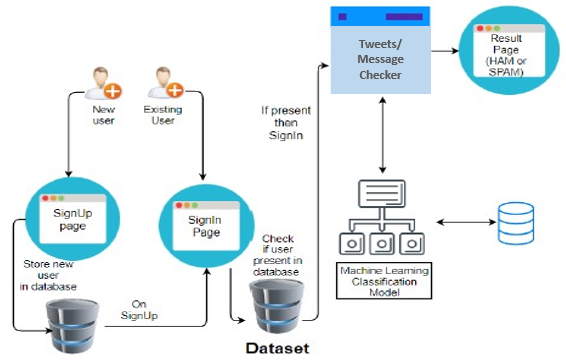 Tweets/
Message
Checker
Result
Page
(HAM or
SPAM)
New
user
Existing
User
If present
then
SignIn
SignUp
page
SignIn
Page
Store new
user
in database
Check
if user
present in
database
On
SignUp
Machine Learning
Classification
Model
Dataset